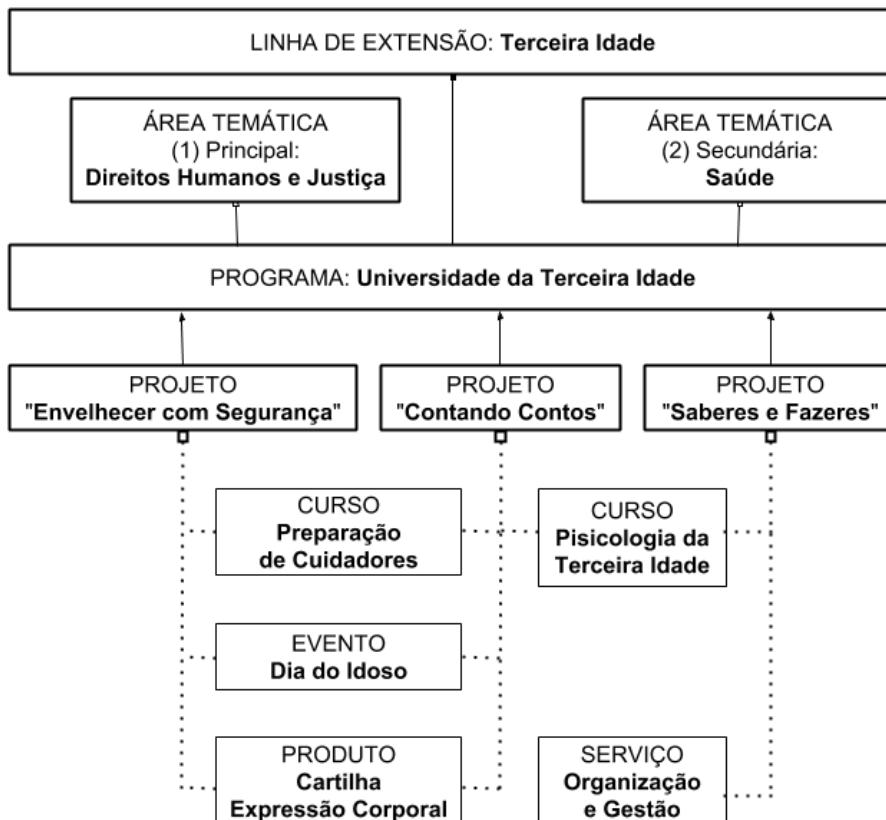 LINHA DE EXTENSÃO: Terceira Idade
ÁREA TEMÁTICA
(1) Principal:
Direitos Humanos e Justiça
ÁREA TEMÁTICA
(2) Secundária:
Saúde
PROGRAMA: Universidade da Terceira Idade
PROJETO
"Envelhecer com Segurança"
PROJETO
"Contando Contos"
PROJETO
"Saberes e Fazeres"
CURSO
Preparação
de Cuidadores
CURSO
Pisicologia da
Terceira Idade
EVENTO
Dia do Idoso
PRODUTO
Cartilha
Expressão Corporal
SERVIÇO
Organização
e Gestão